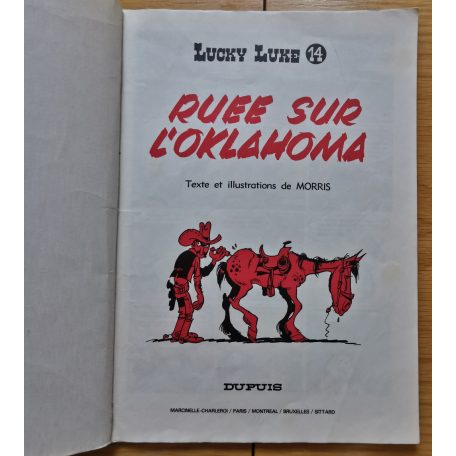 LUCKY LUKE 14
RUEE SUR
L'OKLAHOMA
Texte et illustrations de MORRIS
DUPUIS
MARCINELLE-CHARLEROI / PARIS / MONTREAL / BRUXELLES / SITTARD